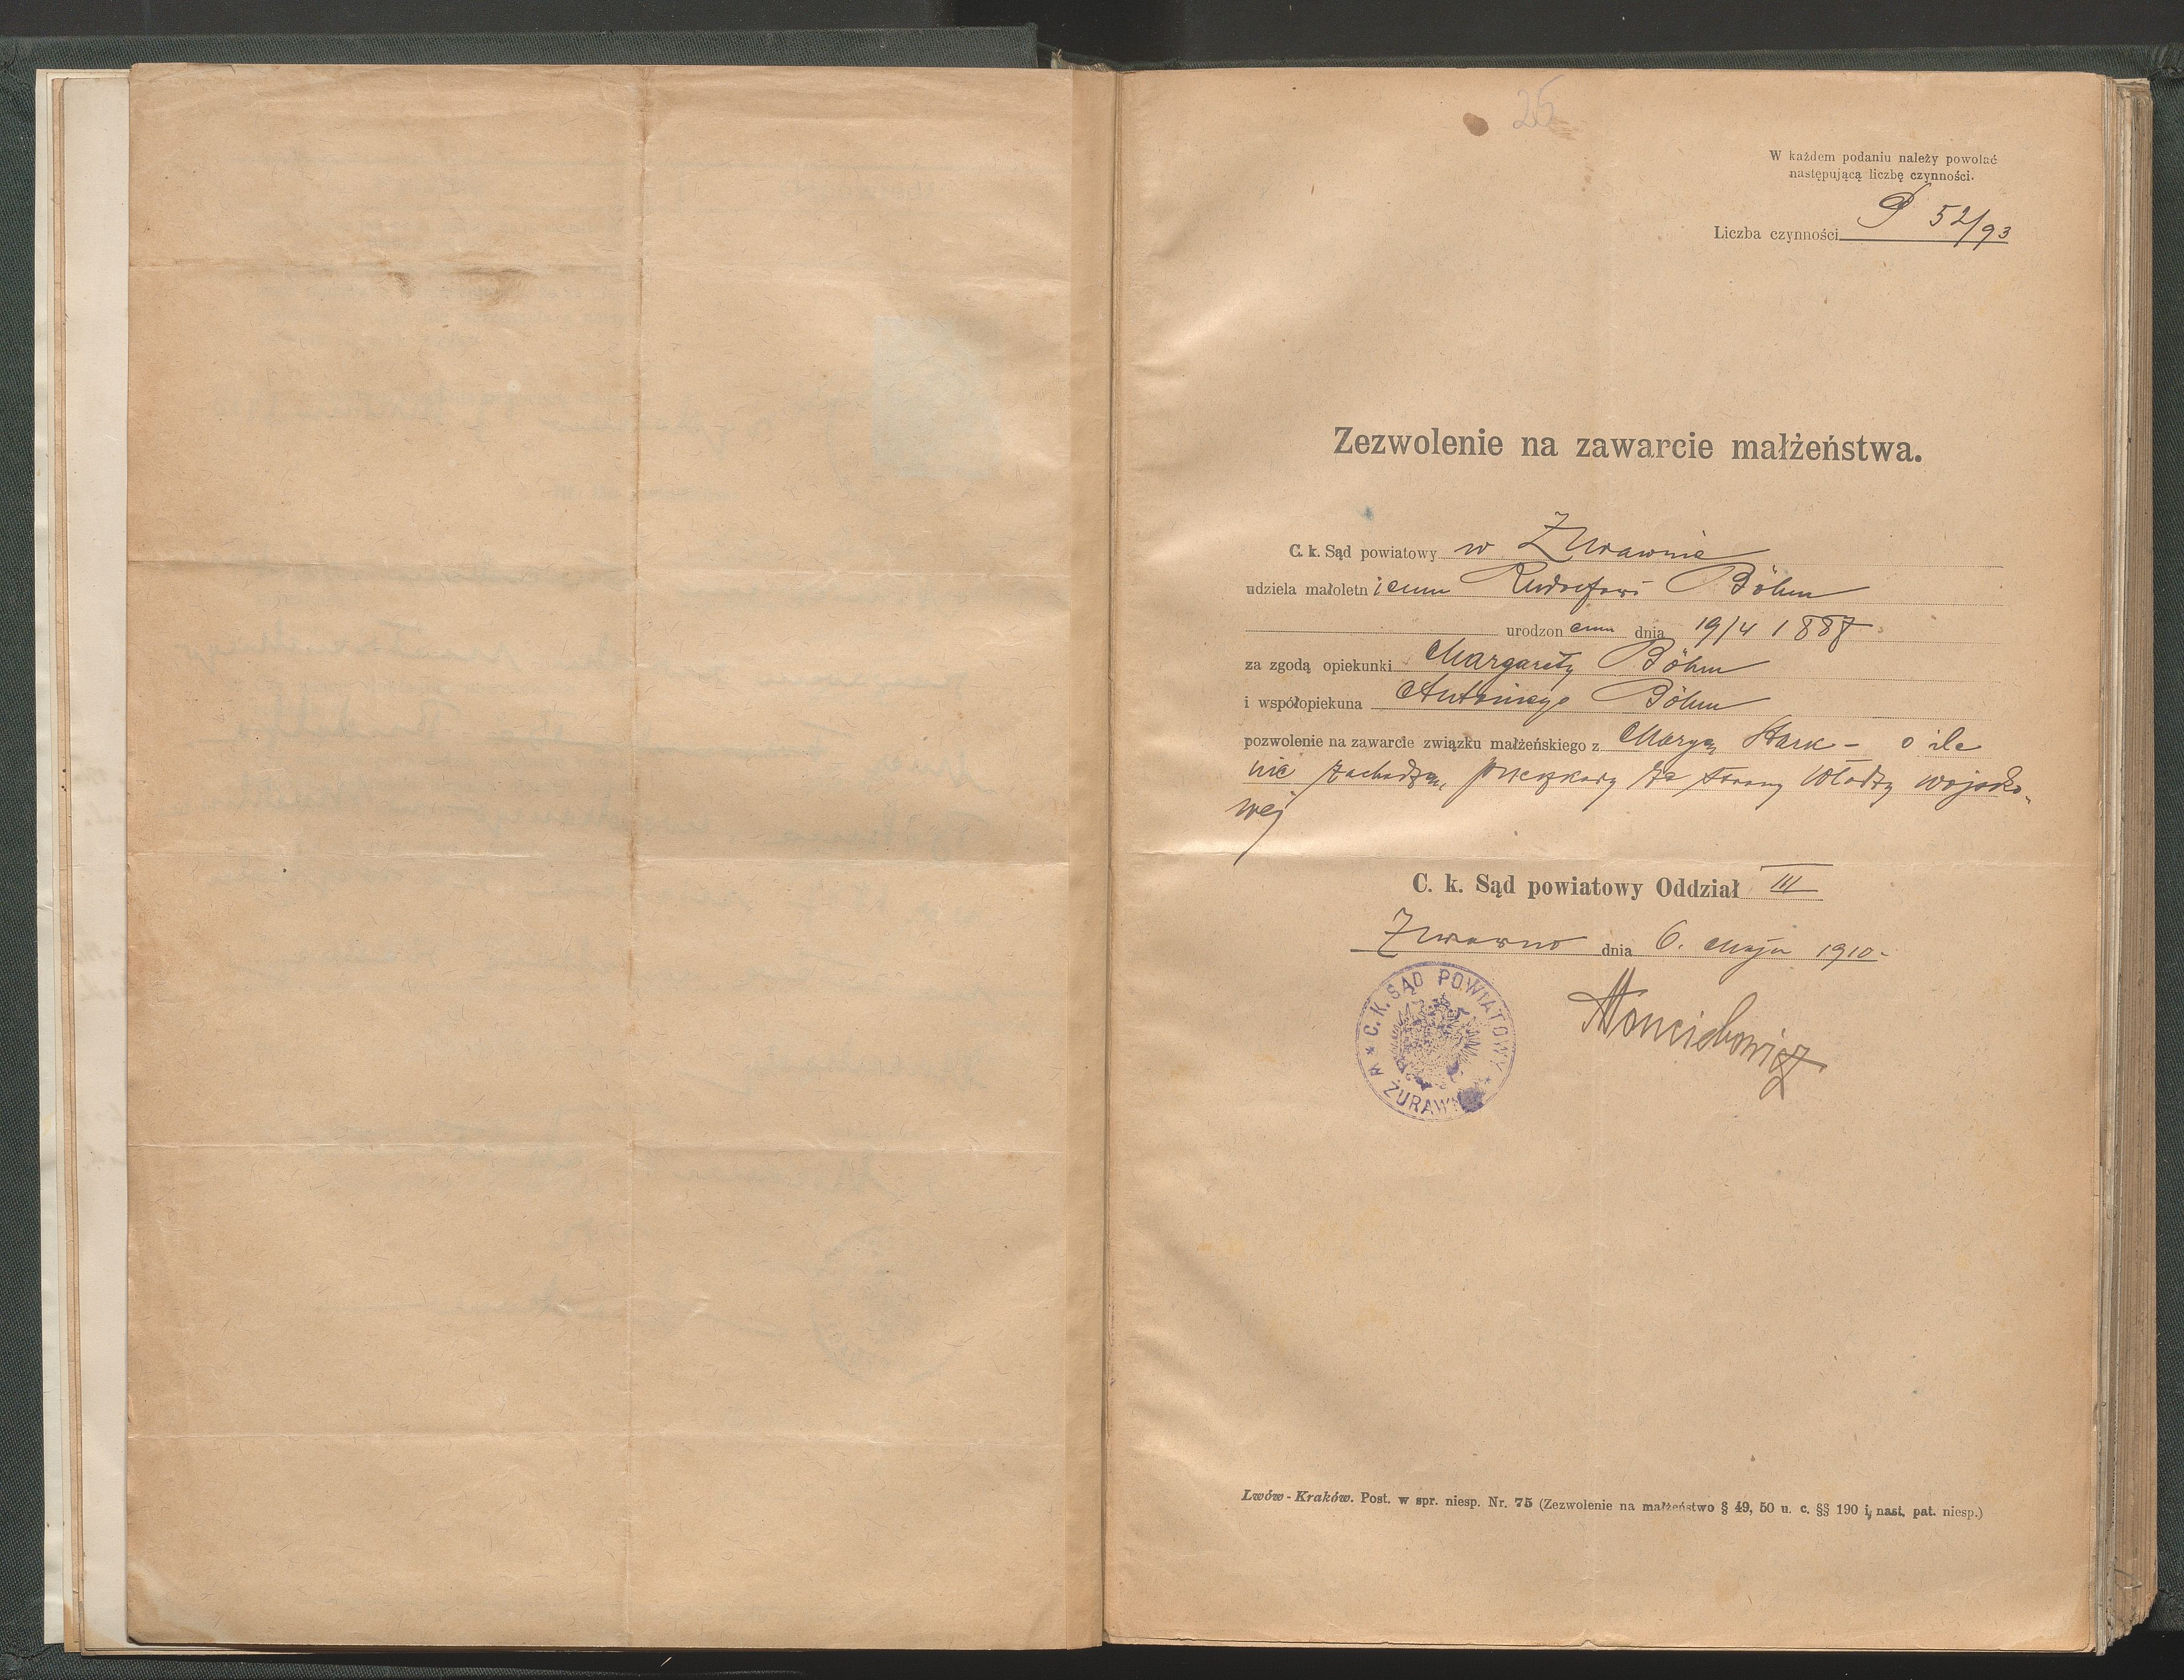 25
W każdem podaniu należy powołać
następującą liczbę czynności.
Liczba czynności P 52/93
Zezwolenie na zawarcie małżeństwa.
C. k. Sąd powiatowy w Żurawnie
udziela małoletniemu Rudolfowi Böhm
urodzonemu dnia 19/4 1887
za zgodą opiekunki Margarety Böhm
i współopiekuna Antoniego Böhm
pozwolenie na zawarcie związku małżeńskiego z Maryą Stark - o ile
nie zachodzą przeszkody ze strony Władzy wojsko-
wej
C. k. Sąd powiatowy Oddział III
Żurawno dnia 6. Maja 1910.
C. K. SĄD POWIATOWY
W ŻURAWN
Lwów - Kraków. Post. w spr. niesp. Nr. 75 (Zezwolenie na małżeństwo § 49, 50 u. c. §§ 190 i nast. pat. niesp.)